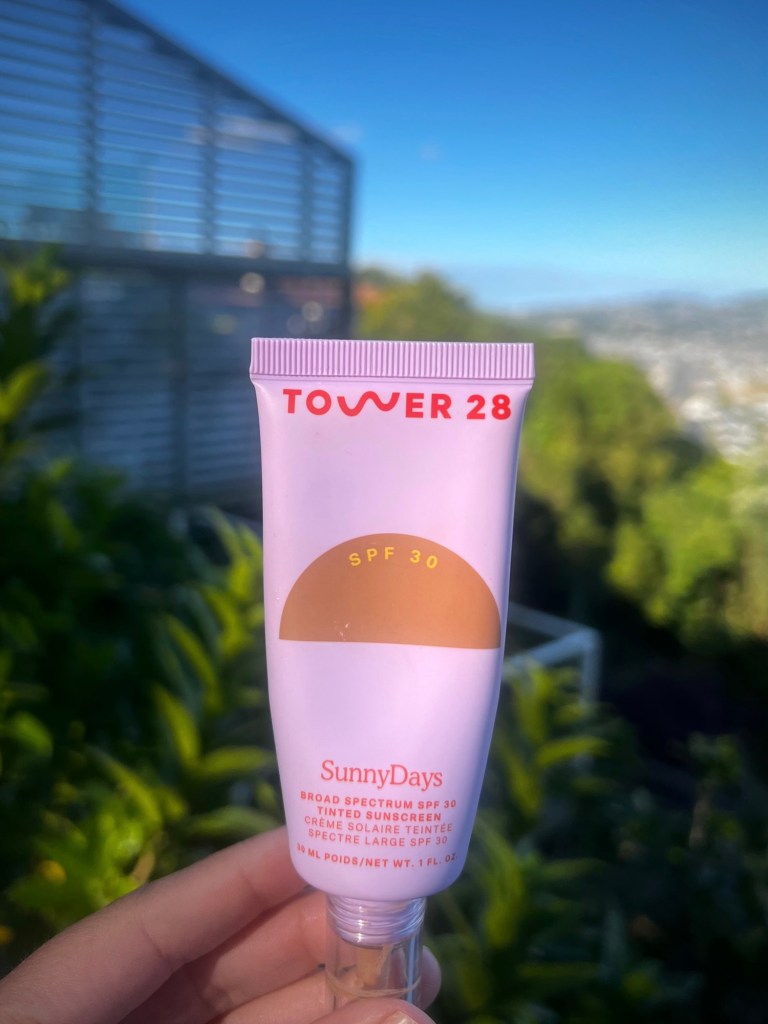 TOWER 28
SPF 30
SunnyDays
BROAD SPECTRUM SPF 30
TINTED SUNSCREEN
CRÈME SOLAIRE TEINTÉE
SPECTRE LARGE SPF 30
30 ML POIDS/NET WT. 1 FL. OZ.